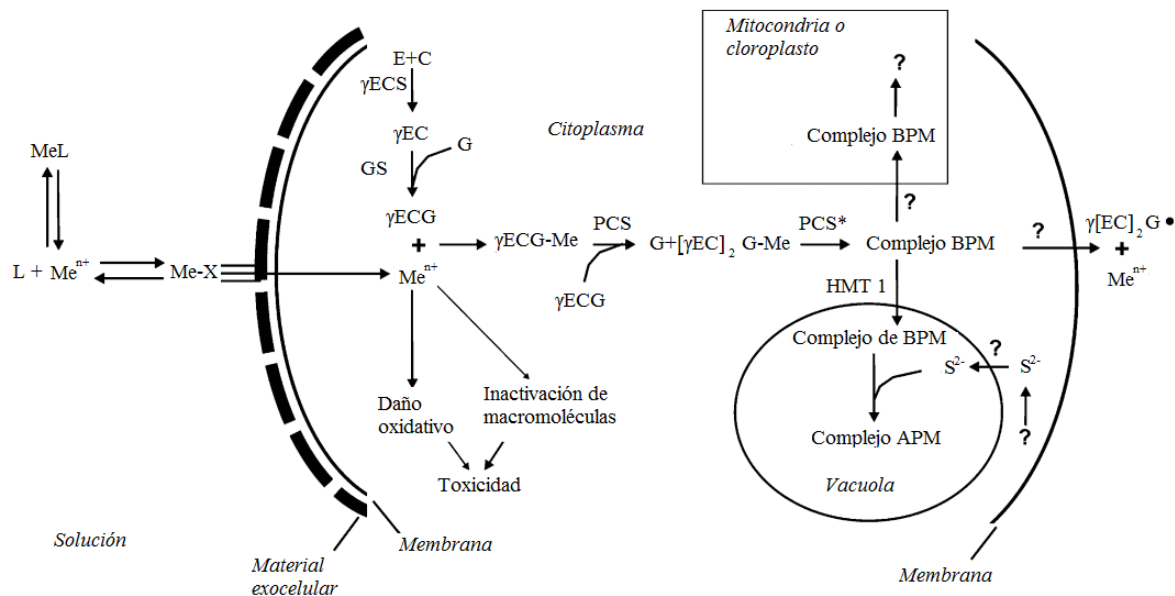 Mitocondria o
cloroplasto
?
Complejo BPM
?
E+C
γECS
γEC
G
GS
γECG
+
Meⁿ⁺
Citoplasma
MeL
L + Meⁿ⁺
Me-X
γECG-Me
PCS
γECG
G+[γEC]₂ G-Me
PCS*
Complejo BPM
?
γ[EC]₂G•
+
Meⁿ⁺
HMT 1
Complejo de BPM
S²⁻
?
S²⁻
?
Complejo APM
Vacuola
Daño
oxidativo
Inactivación de
macromoléculas
Toxicidad
Solución
Material
exocelular
Membrana
Membrana